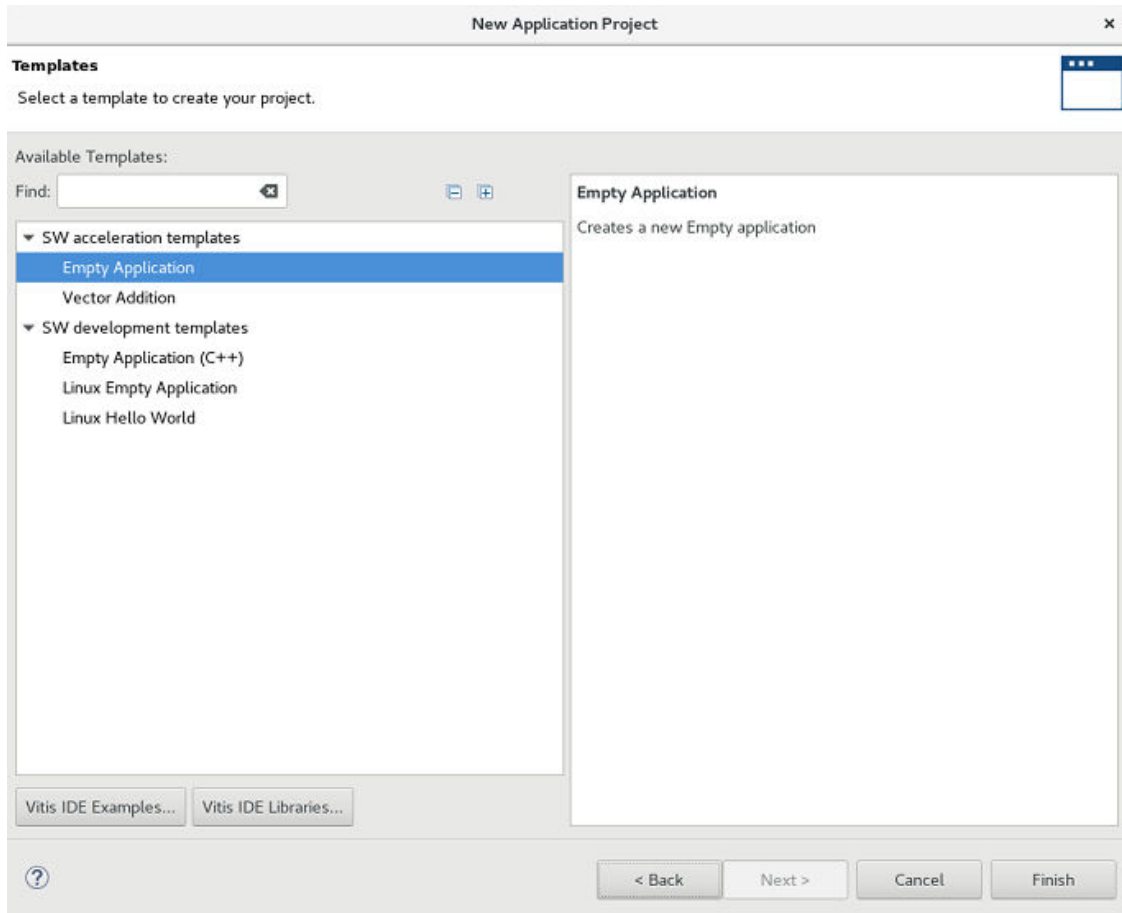 New Application Project
Templates
Select a template to create your project.
Available Templates:
Find:
SW acceleration templates
Empty Application
Vector Addition
SW development templates
Empty Application (C++)
Linux Empty Application
Linux Hello World
Empty Application
Creates a new Empty application
Vitis IDE Examples...
Vitis IDE Libraries...
< Back
Next >
Cancel
Finish